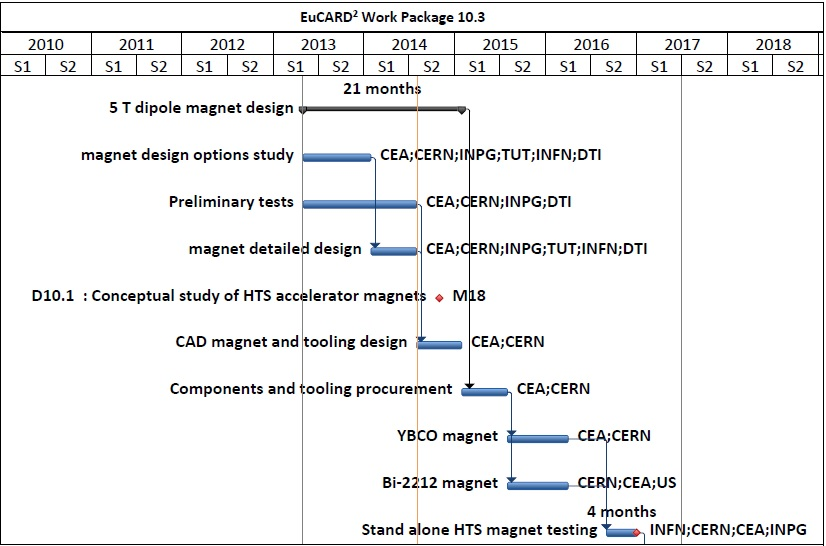 EuCARD² Work Package 10.3
2010 2011 2012 2013 2014 2015 2016 2017 2018
S1 S2 S1 S2 S1 S2 S1 S2 S1 S2 S1 S2 S1 S2 S1 S2 S1 S2
21 months
5 T dipole magnet design
magnet design options study CEA;CERN;INPG;TUT;INFN;DTI
Preliminary tests CEA;CERN;INPG;DTI
magnet detailed design CEA;CERN;INPG;TUT;INFN;DTI
D10.1 : Conceptual study of HTS accelerator magnets M18
CAD magnet and tooling design CEA;CERN
Components and tooling procurement CEA;CERN
YBCO magnet CEA;CERN
Bi-2212 magnet CERN;CEA;US
4 months
Stand alone HTS magnet testing INFN;CERN;CEA;INPG